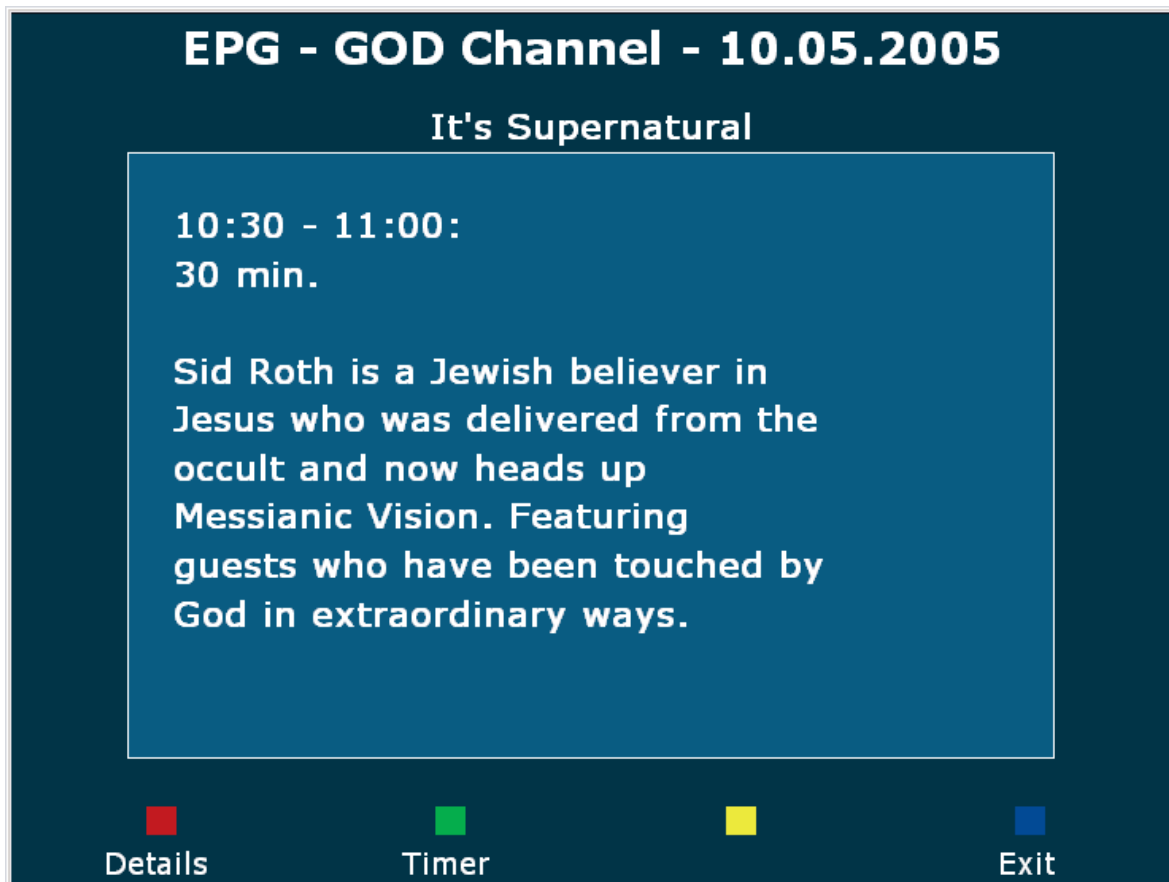 EPG - GOD Channel - 10.05.2005
It's Supernatural
10:30 - 11:00:
30 min.
Sid Roth is a Jewish believer in
Jesus who was delivered from the
occult and now heads up
Messianic Vision. Featuring
guests who have been touched by
God in extraordinary ways.
Details
Timer
Exit